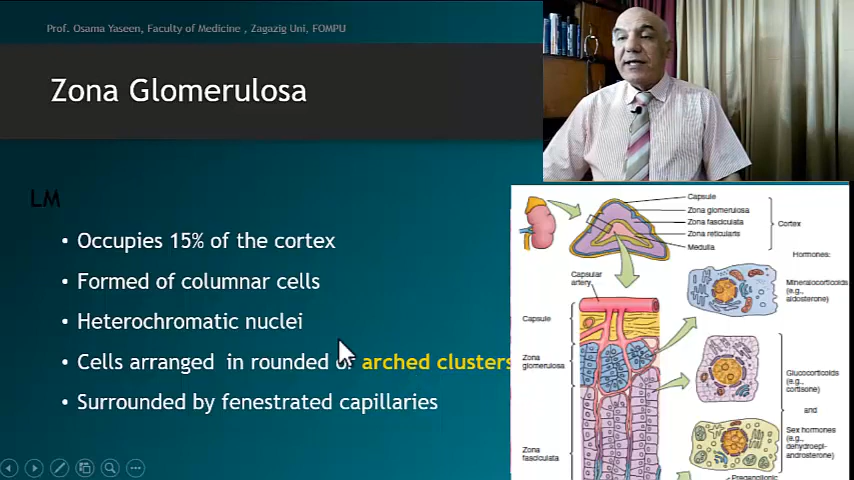 Prof. Osama Yaseen, Faculty of Medicine , Zagazig Uni, FOMPU
Zona Glomerulosa
LM
• Occupies 15% of the cortex
• Formed of columnar cells
• Heterochromatic nuclei
• Cells arranged in rounded or arched clusters
• Surrounded by fenestrated capillaries
Capsule
Zona glomerulosa
Zona fasciculata
Zona reticularis
Medulla
Cortex
Hormones:
Capsular
artery
Mineralocorticoids
(e.g.,
aldosterone)
Capsule
Zona
glomerulosa
Glucocorticoids
(e.g.,
cortisone)
and
Sex hormones
(e.g.,
dehydroepi-
androsterone)
Zona
fasciculata
Preganglionic